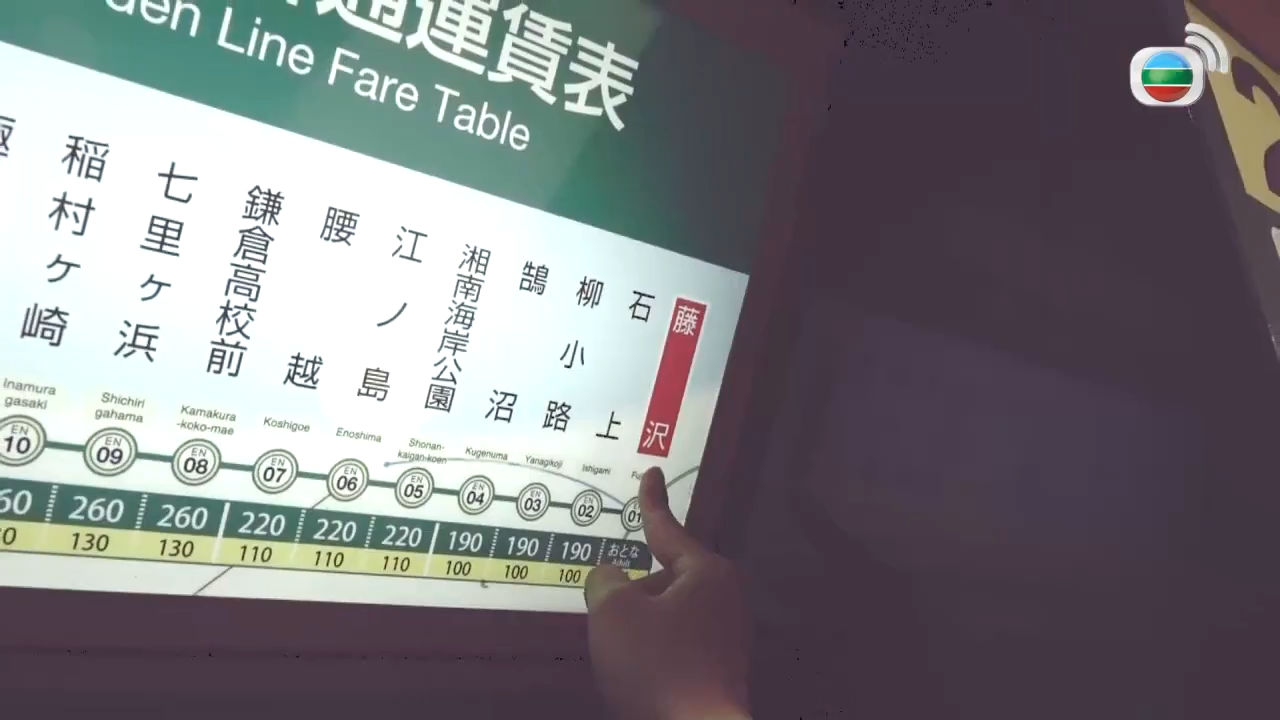 通運賃表
den Line Fare Table
稲村ヶ崎
七里ヶ浜
鎌倉高校前
腰越
江ノ島
湘南海岸公園
鵠沼
柳小路
石上
藤沢
Inamura
gasaki
Shichiri
gahama
Kamakura
-koko-mae
Koshigoe
Enoshima
Shonan-
kaigan-koen
Kugenuma
Yanagikoji
Ishigami
EN 10
EN 09
EN 08
EN 07
EN 06
EN 05
EN 04
EN 03
EN 02
01
60 260 260 220 220 220 190 190 190 おとな
Adult
0 130 130 110 110 110 100 100 100